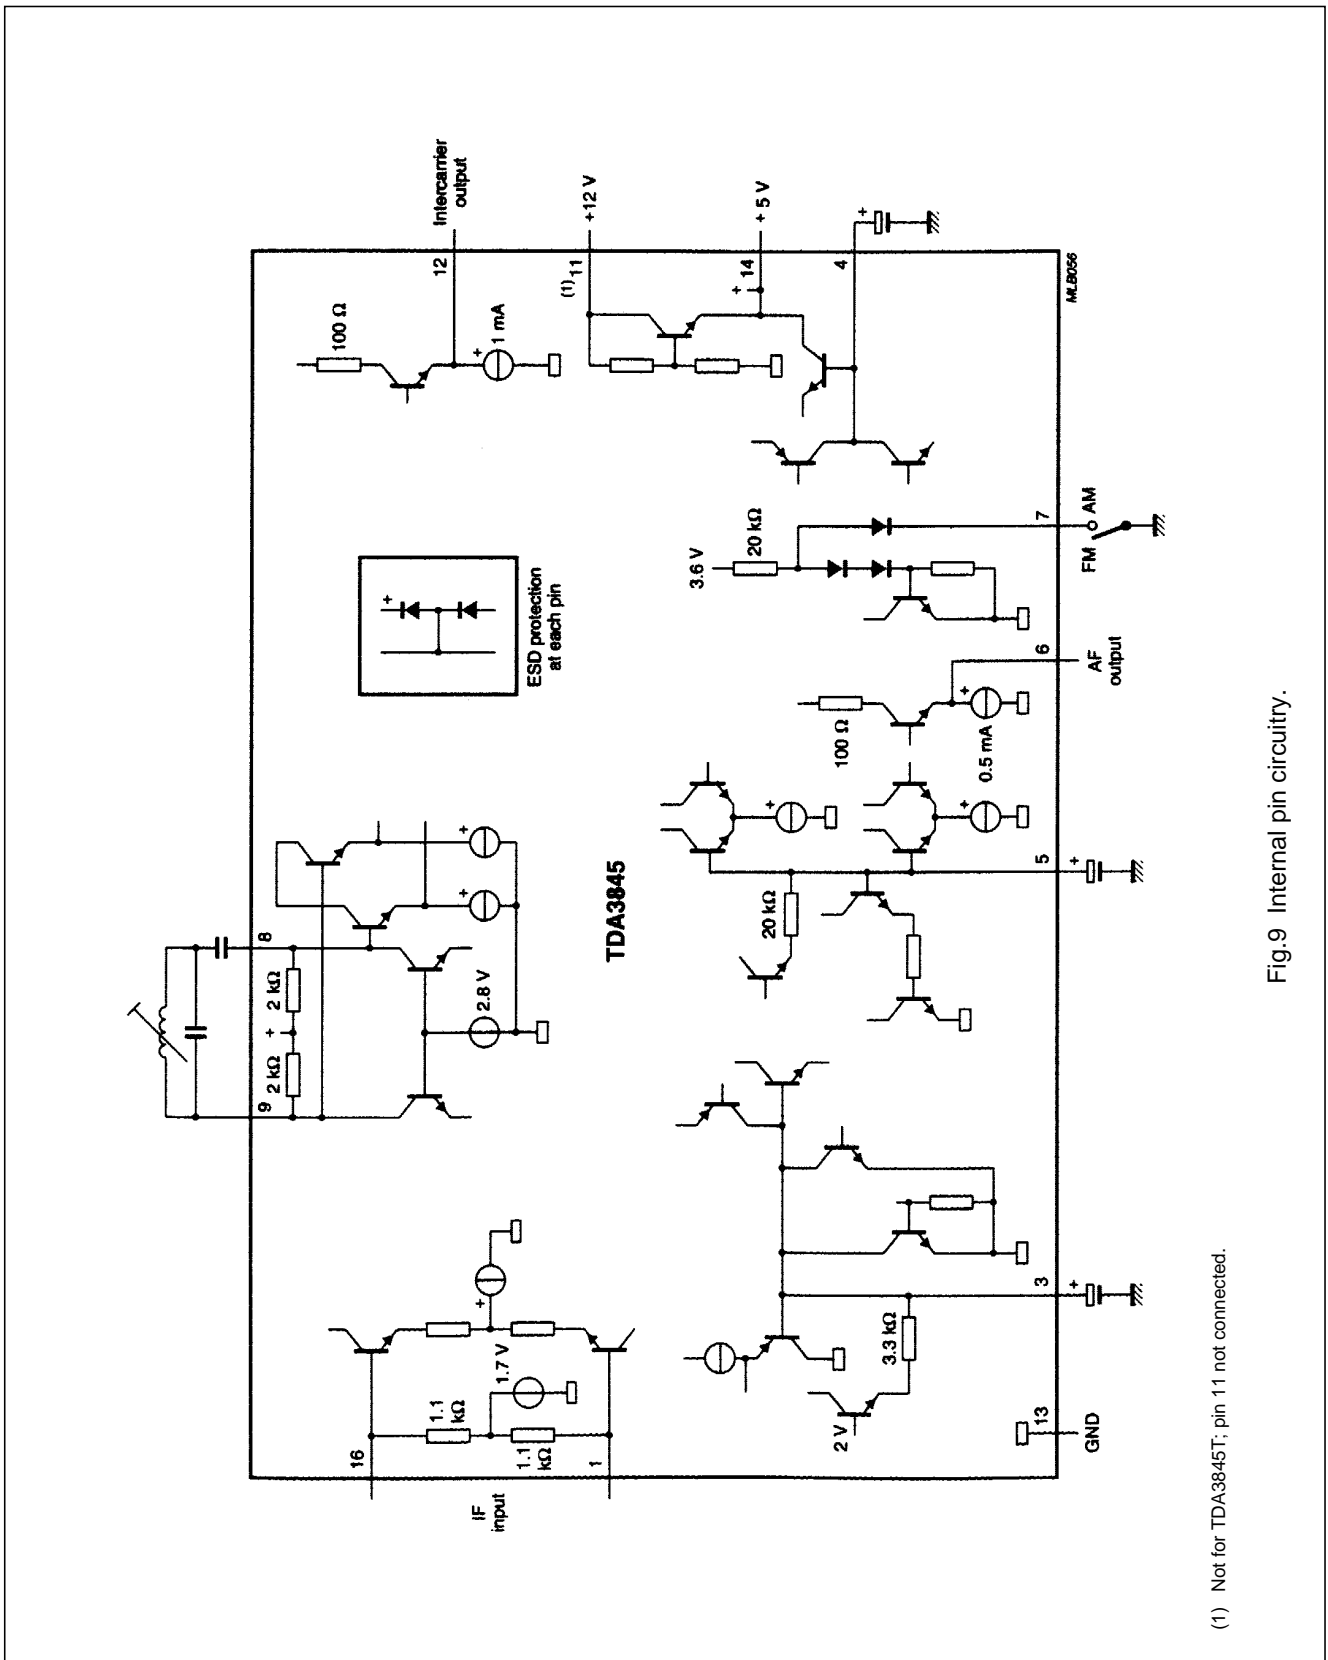 IF
input
16
1
1.1
kΩ
1.1
kΩ
1.7 V
+
9
8
2 kΩ
+
2 kΩ
2.8 V
+
+
ESD protection
at each pin
+
100 Ω
+
1 mA
12
Intercarrier
output
(1) 11
+12 V
+
14
+ 5 V
4
+
TDA3845
2 V
3.3 kΩ
13
GND
3
+
20 kΩ
+
+
5
+
100 Ω
+
0.5 mA
6
AF
output
3.6 V
20 kΩ
7
FM
AM
MLB056
(1) Not for TDA3845T; pin 11 not connected.
Fig.9 Internal pin circuitry.